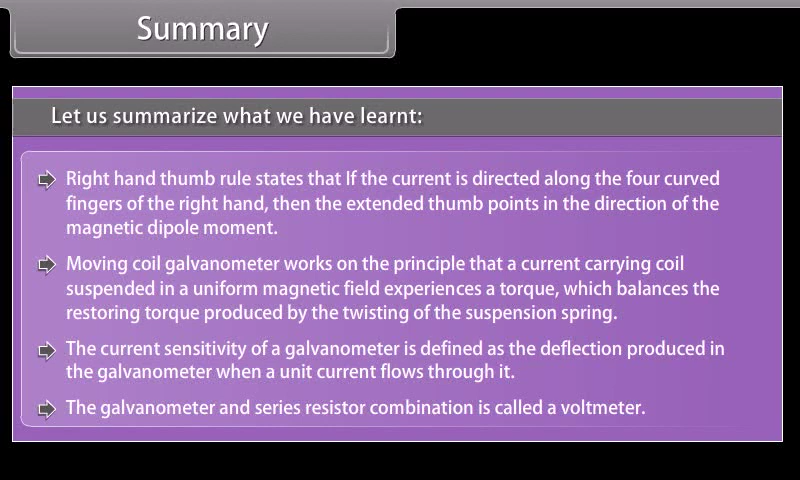 Summary
Let us summarize what we have learnt:
Right hand thumb rule states that If the current is directed along the four curved
fingers of the right hand, then the extended thumb points in the direction of the
magnetic dipole moment.
Moving coil galvanometer works on the principle that a current carrying coil
suspended in a uniform magnetic field experiences a torque, which balances the
restoring torque produced by the twisting of the suspension spring.
The current sensitivity of a galvanometer is defined as the deflection produced in
the galvanometer when a unit current flows through it.
The galvanometer and series resistor combination is called a voltmeter.